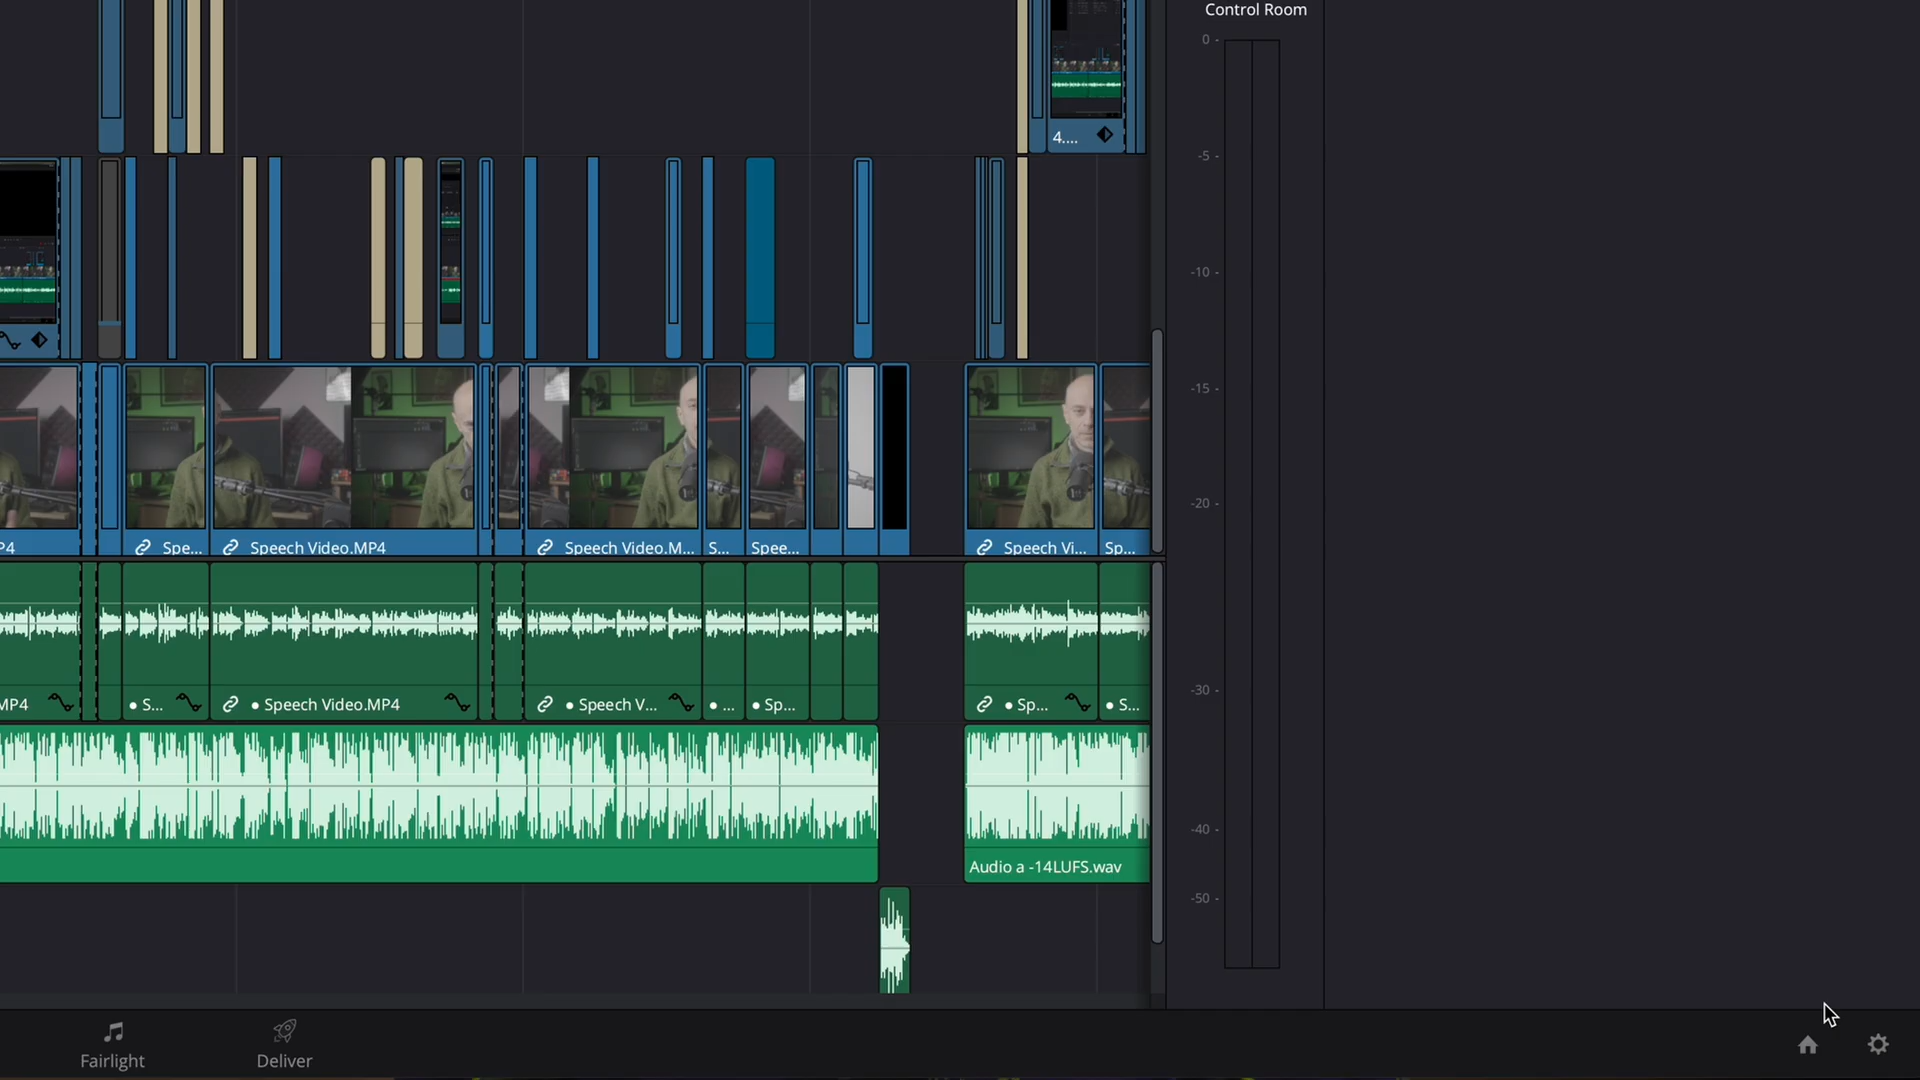 Control Room
0 -
-5 -
-10 -
-15 -
-20 -
-30 -
-40 -
-50 -
4....
P4
Spe...
Speech Video.MP4
Speech Video.M...
S...
Spee...
Speech Vi...
Sp...
MP4
S...
Speech Video.MP4
Speech V...
...
Sp...
Sp...
S...
Audio a -14LUFS.wav
Fairlight
Deliver